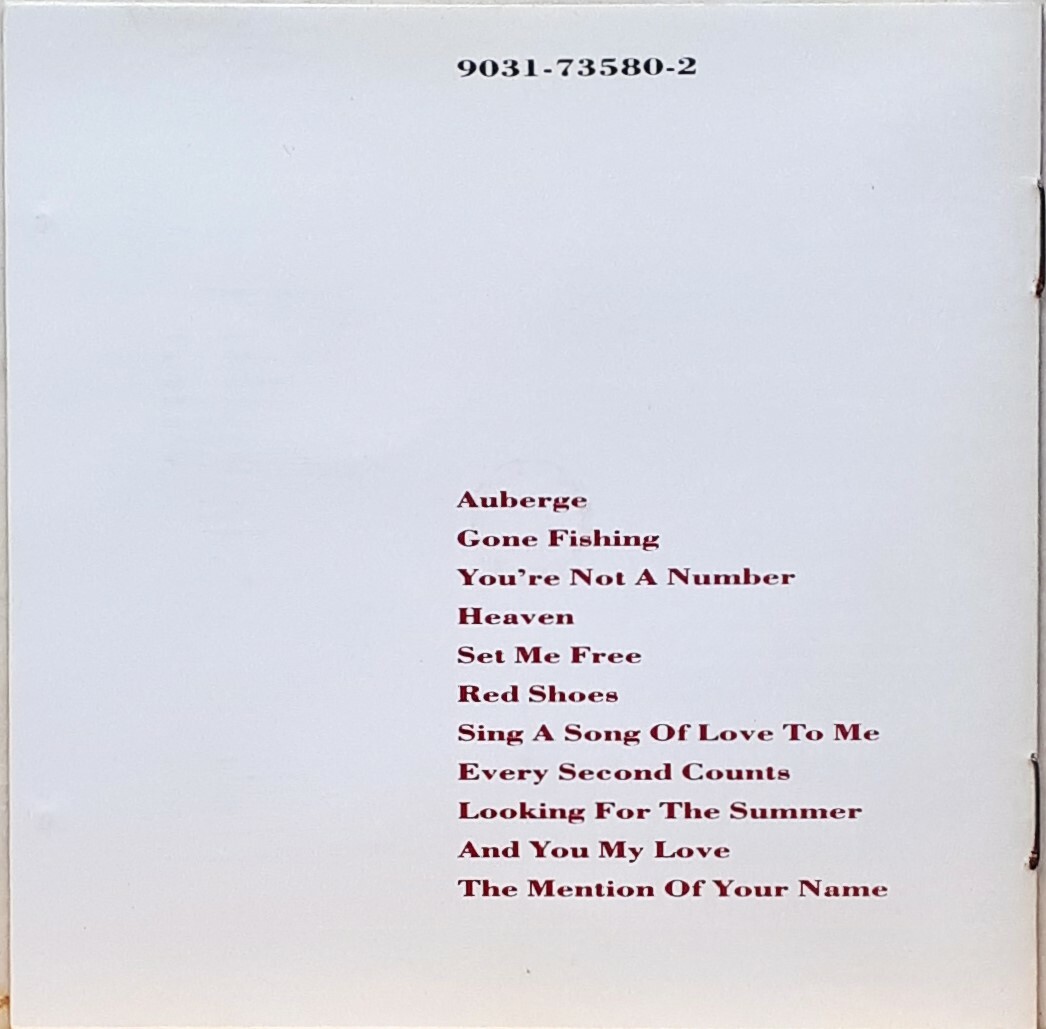 9031-73580-2
Auberge
Gone Fishing
You're Not A Number
Heaven
Set Me Free
Red Shoes
Sing A Song Of Love To Me
Every Second Counts
Looking For The Summer
And You My Love
The Mention Of Your Name